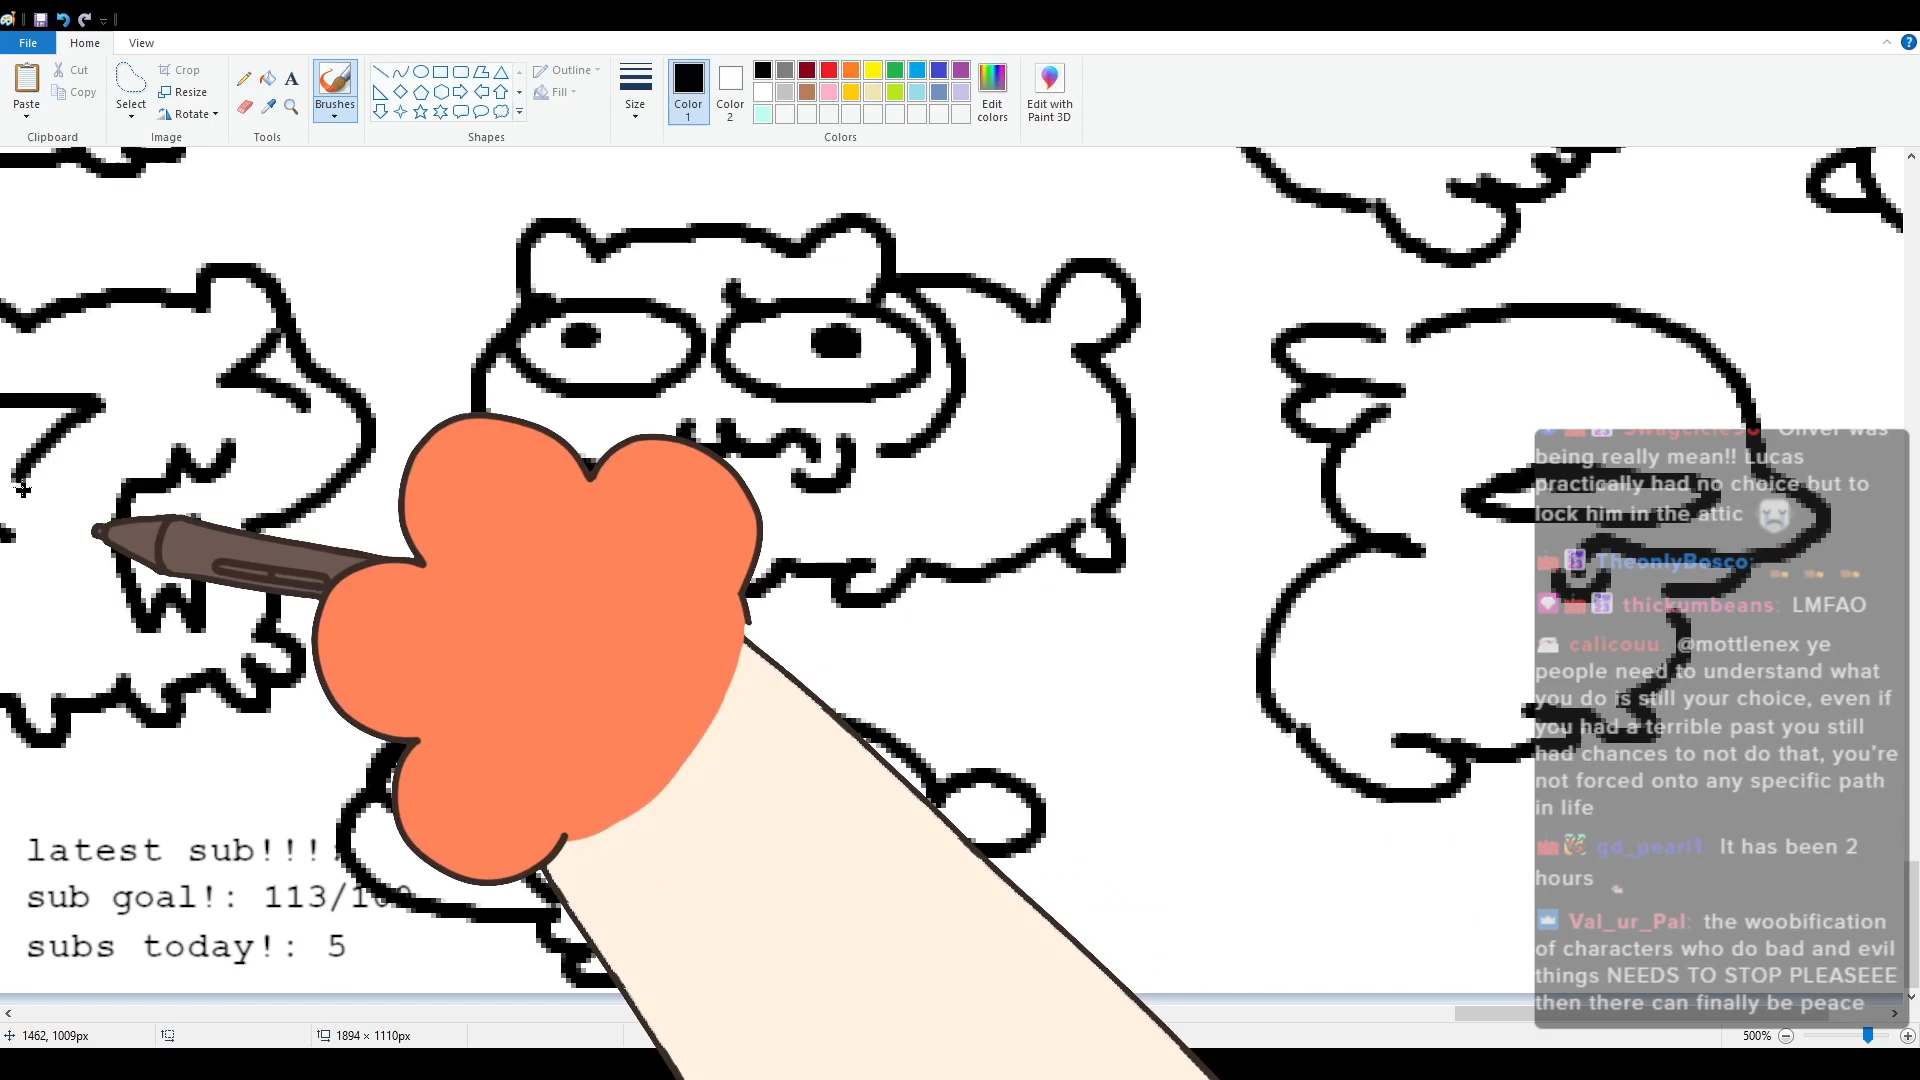 File Home View
Paste
Cut
Copy
Clipboard
Select
Crop
Resize
Rotate
Image
Tools
Brushes
Shapes
Outline
Fill
Size
Color 1
Color 2
Edit colors
Colors
Edit with Paint 3D
Oliver was
being really mean!! Lucas
practically had no choice but to
lock him in the attic
TheonlyBosco:
thickumbeans: LMFAO
calicouu: @mottlenex ye
people need to understand what
you do is still your choice, even if
you had a terrible past you still
had chances to not do that, you're
not forced onto any specific path
in life
It has been 2
hours
Val_ur_Pal: the woobification
of characters who do bad and evil
things NEEDS TO STOP PLEASEEE
then there can finally be peace
latest sub!!!:
sub goal!: 113/100
subs today!: 5
1462, 1009px
1894 × 1110px
500%